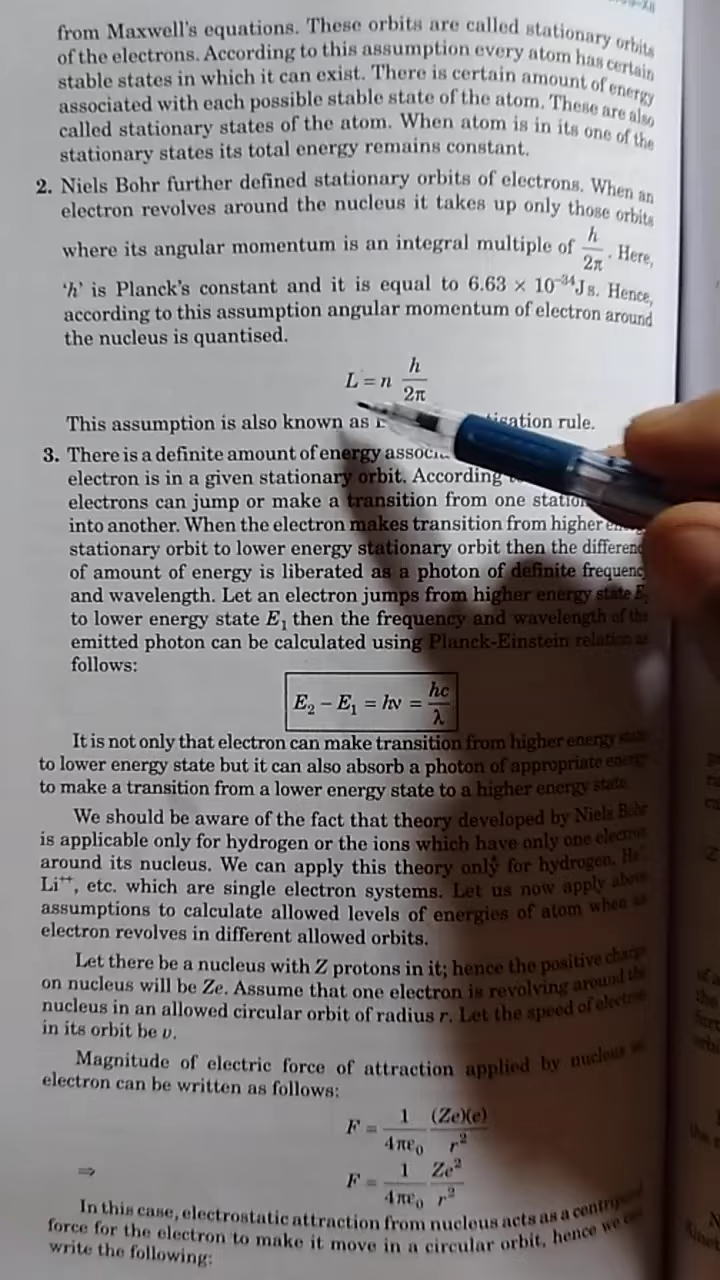 from Maxwell's equations. These orbits are called stationary orbits
of the electrons. According to this assumption every atom has certain
stable states in which it can exist. There is certain amount of energy
associated with each possible stable state of the atom. These are also
called stationary states of the atom. When atom is in its one of the
stationary states its total energy remains constant.
2. Niels Bohr further defined stationary orbits of electrons. When an
electron revolves around the nucleus it takes up only those orbits
where its angular momentum is an integral multiple of h/2π. Here,
'h' is Planck's constant and it is equal to 6.63 × 10⁻³⁴Js. Hence,
according to this assumption angular momentum of electron around
the nucleus is quantised.
L = n h/2π
This assumption is also known as rule.
3. There is a definite amount of energy
electron is in a given stationary orbit. According
electrons can jump or make a transition from one
into another. When the electron makes transition from higher
stationary orbit to lower energy stationary orbit then the
of amount of energy is liberated as a photon of definite
and wavelength. Let an electron jumps from higher energy state
to lower energy state E₁ then the frequency and wavelength of the
emitted photon can be calculated using Planck-Einstein relation as
follows:
E₂ – E₁ = hν = hc/λ
It is not only that electron can make transition from higher energy state
to lower energy state but it can also absorb a photon of appropriate energy
to make a transition from a lower energy state to a higher energy state.
We should be aware of the fact that theory developed by Niels Bohr
is applicable only for hydrogen or the ions which have only one electron
around its nucleus. We can apply this theory only for hydrogen,
Li⁺⁺, etc. which are single electron systems. Let us now apply above
assumptions to calculate allowed levels of energies of atom when
electron revolves in different allowed orbits.
Let there be a nucleus with Z protons in it; hence the positive charge
on nucleus will be Ze. Assume that one electron is revolving around the
nucleus in an allowed circular orbit of radius r. Let the speed of electron
in its orbit be υ.
Magnitude of electric force of attraction applied by nucleus
electron can be written as follows:
F = 1/4πε₀ (Ze)(e)/r²
⇒ F = 1/4πε₀ Ze²/r²
In this case, electrostatic attraction from nucleus acts as a
force for the electron to make it move in a circular orbit, hence we
write the following: